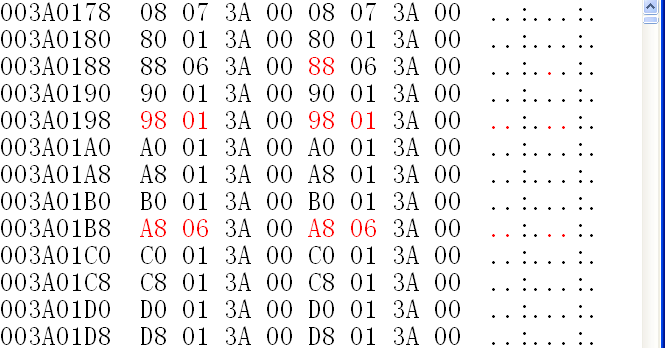 003A0178 08 07 3A 00 08 07 3A 00 ..:...:.
003A0180 80 01 3A 00 80 01 3A 00 ..:...:.
003A0188 88 06 3A 00 88 06 3A 00 ..:...:.
003A0190 90 01 3A 00 90 01 3A 00 ..:...:.
003A0198 98 01 3A 00 98 01 3A 00 ..:...:.
003A01A0 A0 01 3A 00 A0 01 3A 00 ..:...:.
003A01A8 A8 01 3A 00 A8 01 3A 00 ..:...:.
003A01B0 B0 01 3A 00 B0 01 3A 00 ..:...:.
003A01B8 A8 06 3A 00 A8 06 3A 00 ..:...:.
003A01C0 C0 01 3A 00 C0 01 3A 00 ..:...:.
003A01C8 C8 01 3A 00 C8 01 3A 00 ..:...:.
003A01D0 D0 01 3A 00 D0 01 3A 00 ..:...:.
003A01D8 D8 01 3A 00 D8 01 3A 00 ..:...:.